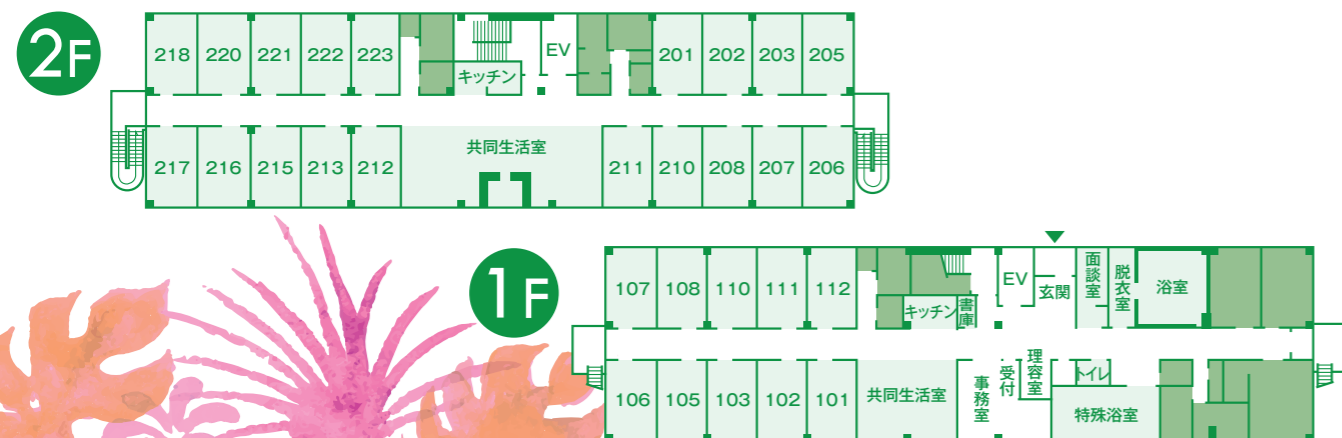 2F
218 220 221 222 223 EV 201 202 203 205
キッチン
共同生活室
217 216 215 213 212 211 210 208 207 206
1F
107 108 110 111 112 EV 玄関 面談室 脱衣室 浴室
キッチン 書庫
106 105 103 102 101 共同生活室 事務室 受付 理容室 トイレ
特殊浴室